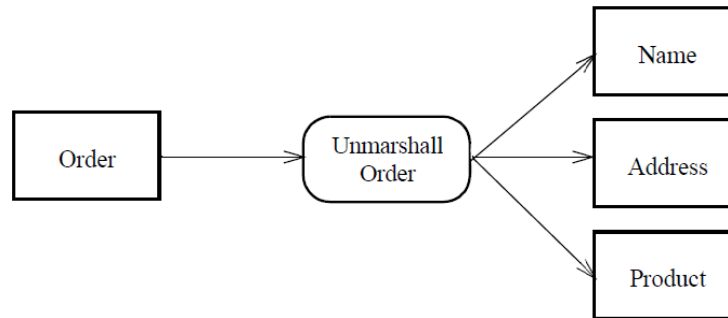 Order
Unmarshall
Order
Name
Address
Product